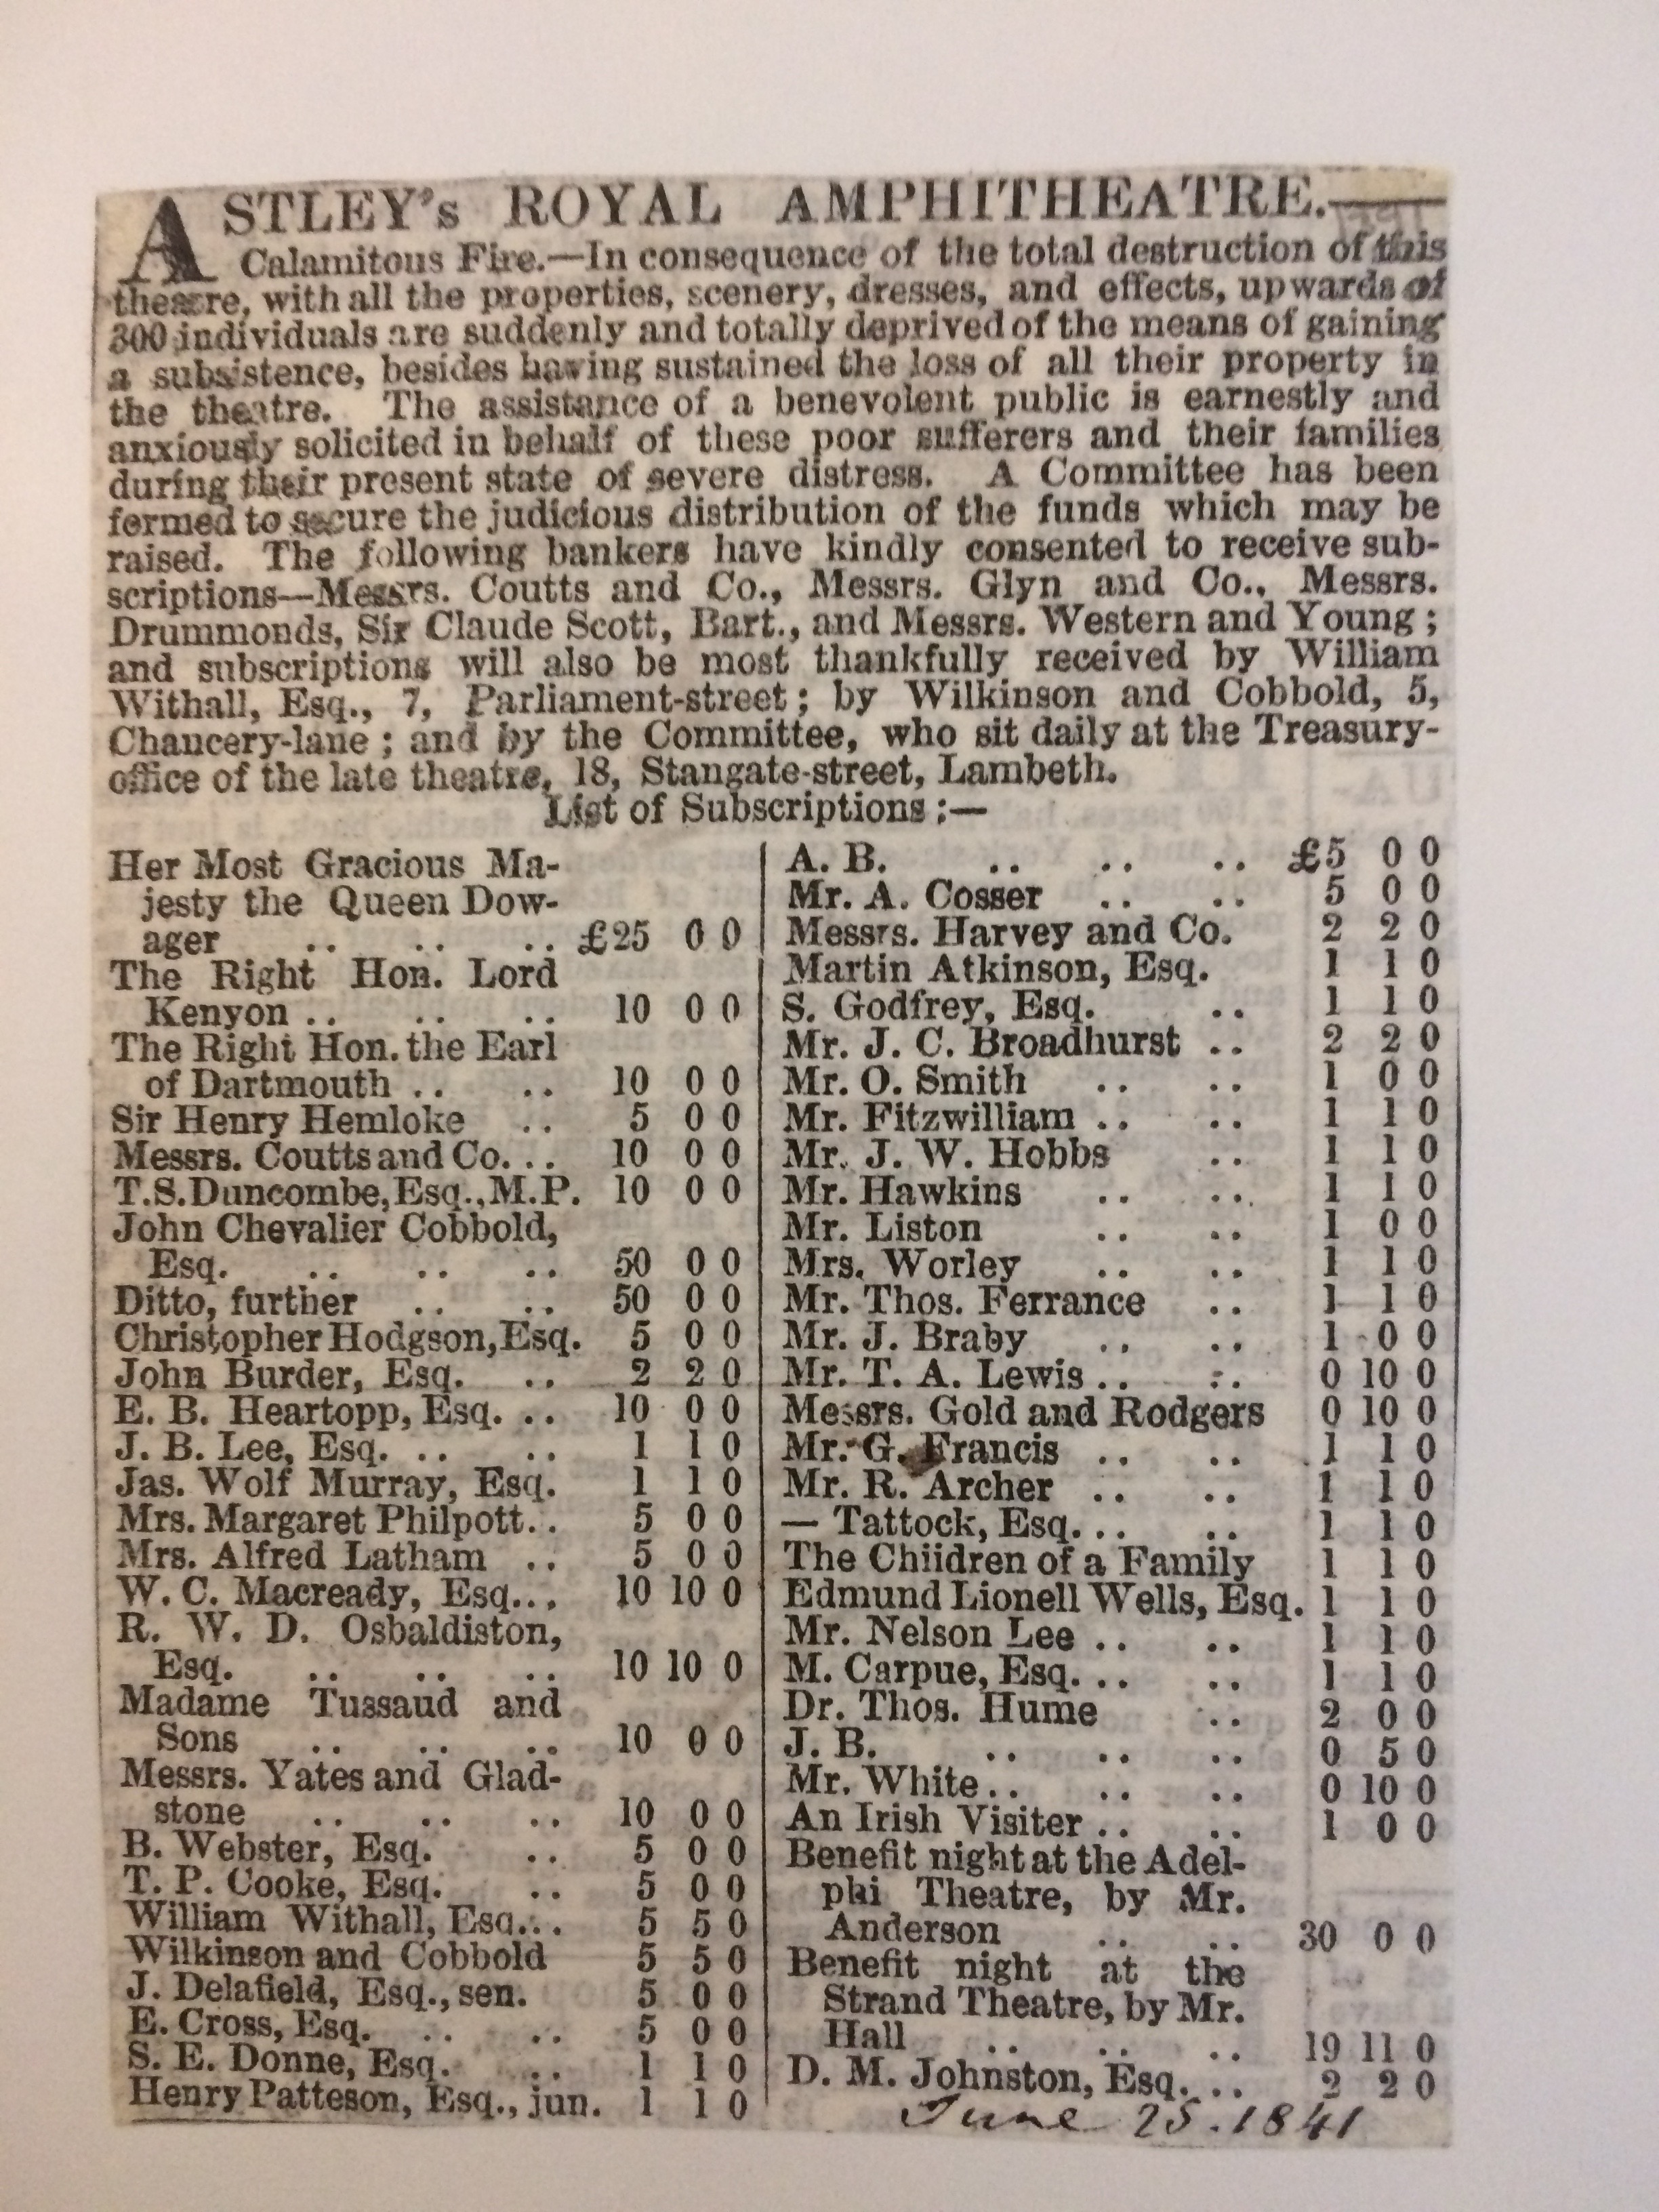 ASTLEY's ROYAL AMPHITHEATRE.—
Calamitous Fire.—In consequence of the total destruction of this
theatre, with all the properties, scenery, dresses, and effects, upwards of
300 individuals are suddenly and totally deprived of the means of gaining
a subsistence, besides having sustained the loss of all their property in
the theatre. The assistance of a benevolent public is earnestly and
anxiously solicited in behalf of these poor sufferers and their families
during their present state of severe distress. A Committee has been
formed to secure the judicious distribution of the funds which may be
raised. The following bankers have kindly consented to receive sub-
scriptions—Messrs. Coutts and Co., Messrs. Glyn and Co., Messrs.
Drummonds, Sir Claude Scott, Bart., and Messrs. Western and Young;
and subscriptions will also be most thankfully received by William
Withall, Esq., 7, Parliament-street; by Wilkinson and Cobbold, 5,
Chancery-lane; and by the Committee, who sit daily at the Treasury-
office of the late theatre, 18, Stangate-street, Lambeth.
List of Subscriptions:—
Her Most Gracious Ma-
jesty the Queen Dow-
ager .. .. .. £25 0 0
The Right Hon. Lord
Kenyon .. .. .. 10 0 0
The Right Hon. the Earl
of Dartmouth .. .. 10 0 0
Sir Henry Hemloke .. 5 0 0
Messrs. Coutts and Co. .. 10 0 0
T.S.Duncombe, Esq., M.P. 10 0 0
John Chevalier Cobbold,
Esq. .. .. .. 50 0 0
Ditto, further .. .. 50 0 0
Christopher Hodgson, Esq. 5 0 0
John Burder, Esq. .. 2 2 0
E. B. Heartopp, Esq. .. 10 0 0
J. B. Lee, Esq. .. .. 1 1 0
Jas. Wolf Murray, Esq. 1 1 0
Mrs. Margaret Philpott.. 5 0 0
Mrs. Alfred Latham .. 5 0 0
W. C. Macready, Esq... 10 10 0
R. W. D. Osbaldiston,
Esq. .. .. .. 10 10 0
Madame Tussaud and
Sons .. .. .. 10 0 0
Messrs. Yates and Glad-
stone .. .. .. 10 0 0
B. Webster, Esq. .. 5 0 0
T. P. Cooke, Esq. .. 5 0 0
William Withall, Esq... 5 5 0
Wilkinson and Cobbold 5 5 0
J. Delafield, Esq., sen. 5 0 0
E. Cross, Esq. .. .. 5 0 0
S. E. Donne, Esq. .. 1 1 0
Henry Patteson, Esq., jun. 1 1 0
A. B. .. .. .. £5 0 0
Mr. A. Cosser .. .. 5 0 0
Messrs. Harvey and Co. 2 2 0
Martin Atkinson, Esq. 1 1 0
S. Godfrey, Esq. .. 1 1 0
Mr. J. C. Broadhurst .. 2 2 0
Mr. O. Smith .. .. 1 0 0
Mr. Fitzwilliam .. .. 1 1 0
Mr. J. W. Hobbs .. 1 1 0
Mr. Hawkins .. .. 1 1 0
Mr. Liston .. .. 1 0 0
Mrs. Worley .. .. 1 1 0
Mr. Thos. Ferrance .. 1 1 0
Mr. J. Braby .. .. 1 0 0
Mr. T. A. Lewis .. .. 0 10 0
Messrs. Gold and Rodgers 0 10 0
Mr. G. Francis .. .. 1 1 0
Mr. R. Archer .. .. 1 1 0
— Tattock, Esq. .. .. 1 1 0
The Children of a Family 1 1 0
Edmund Lionell Wells, Esq. 1 1 0
Mr. Nelson Lee .. .. 1 1 0
M. Carpue, Esq. .. .. 1 1 0
Dr. Thos. Hume .. 2 0 0
J. B. .. .. .. 0 5 0
Mr. White .. .. .. 0 10 0
An Irish Visiter .. .. 1 0 0
Benefit night at the Adel-
phi Theatre, by Mr.
Anderson .. .. 30 0 0
Benefit night at the
Strand Theatre, by Mr.
Hall .. .. .. 19 11 0
D. M. Johnston, Esq. .. 2 2 0
June 25. 1841